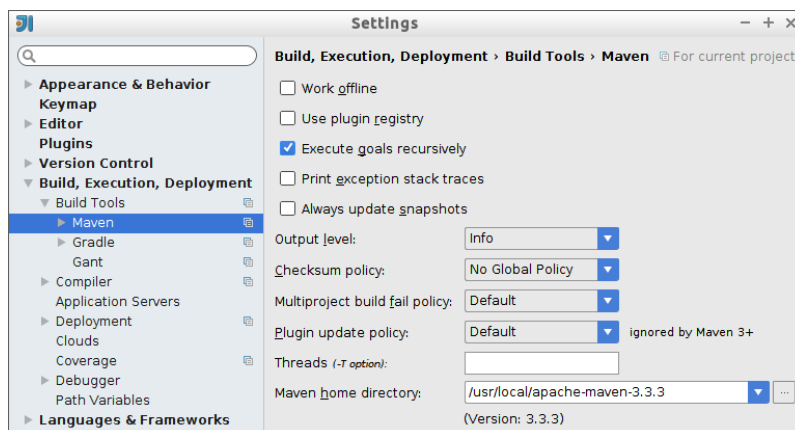 Settings
Build, Execution, Deployment › Build Tools › Maven For current project
Appearance & Behavior
Keymap
Editor
Plugins
Version Control
Build, Execution, Deployment
Build Tools
Maven
Gradle
Gant
Compiler
Application Servers
Deployment
Clouds
Coverage
Debugger
Path Variables
Languages & Frameworks
Work offline
Use plugin registry
Execute goals recursively
Print exception stack traces
Always update snapshots
Output level: Info
Checksum policy: No Global Policy
Multiproject build fail policy: Default
Plugin update policy: Default ignored by Maven 3+
Threads (-T option):
Maven home directory: /usr/local/apache-maven-3.3.3 ...
(Version: 3.3.3)